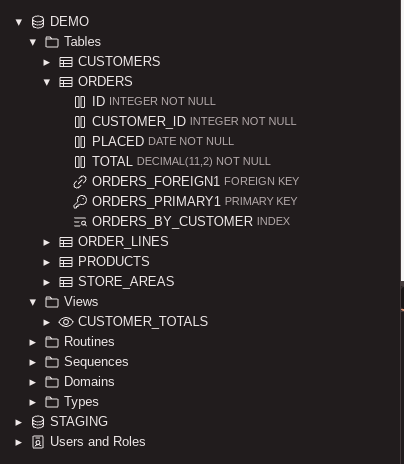 DEMO
Tables
CUSTOMERS
ORDERS
ID INTEGER NOT NULL
CUSTOMER_ID INTEGER NOT NULL
PLACED DATE NOT NULL
TOTAL DECIMAL(11,2) NOT NULL
ORDERS_FOREIGN1 FOREIGN KEY
ORDERS_PRIMARY1 PRIMARY KEY
ORDERS_BY_CUSTOMER INDEX
ORDER_LINES
PRODUCTS
STORE_AREAS
Views
CUSTOMER_TOTALS
Routines
Sequences
Domains
Types
STAGING
Users and Roles